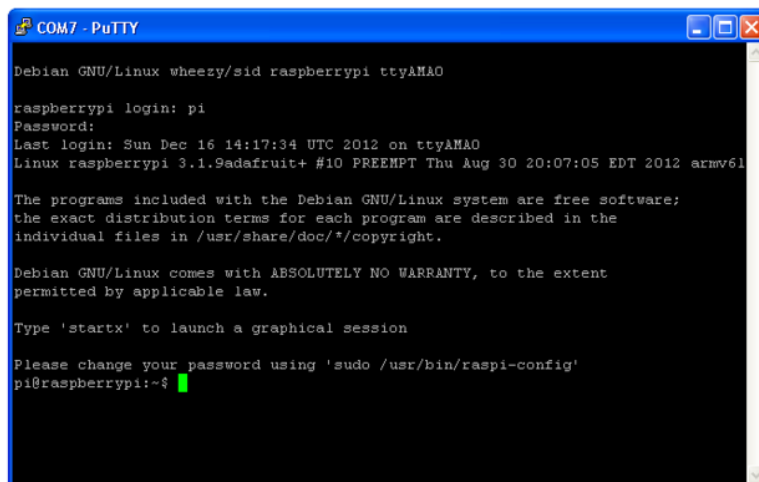 COM7 - PuTTY
Debian GNU/Linux wheezy/sid raspberrypi ttyAMA0
raspberrypi login: pi
Password:
Last login: Sun Dec 16 14:17:34 UTC 2012 on ttyAMA0
Linux raspberrypi 3.1.9adafruit+ #10 PREEMPT Thu Aug 30 20:07:05 EDT 2012 armv6l
The programs included with the Debian GNU/Linux system are free software;
the exact distribution terms for each program are described in the
individual files in /usr/share/doc/*/copyright.
Debian GNU/Linux comes with ABSOLUTELY NO WARRANTY, to the extent
permitted by applicable law.
Type 'startx' to launch a graphical session
Please change your password using 'sudo /usr/bin/raspi-config'
pi@raspberrypi:~$